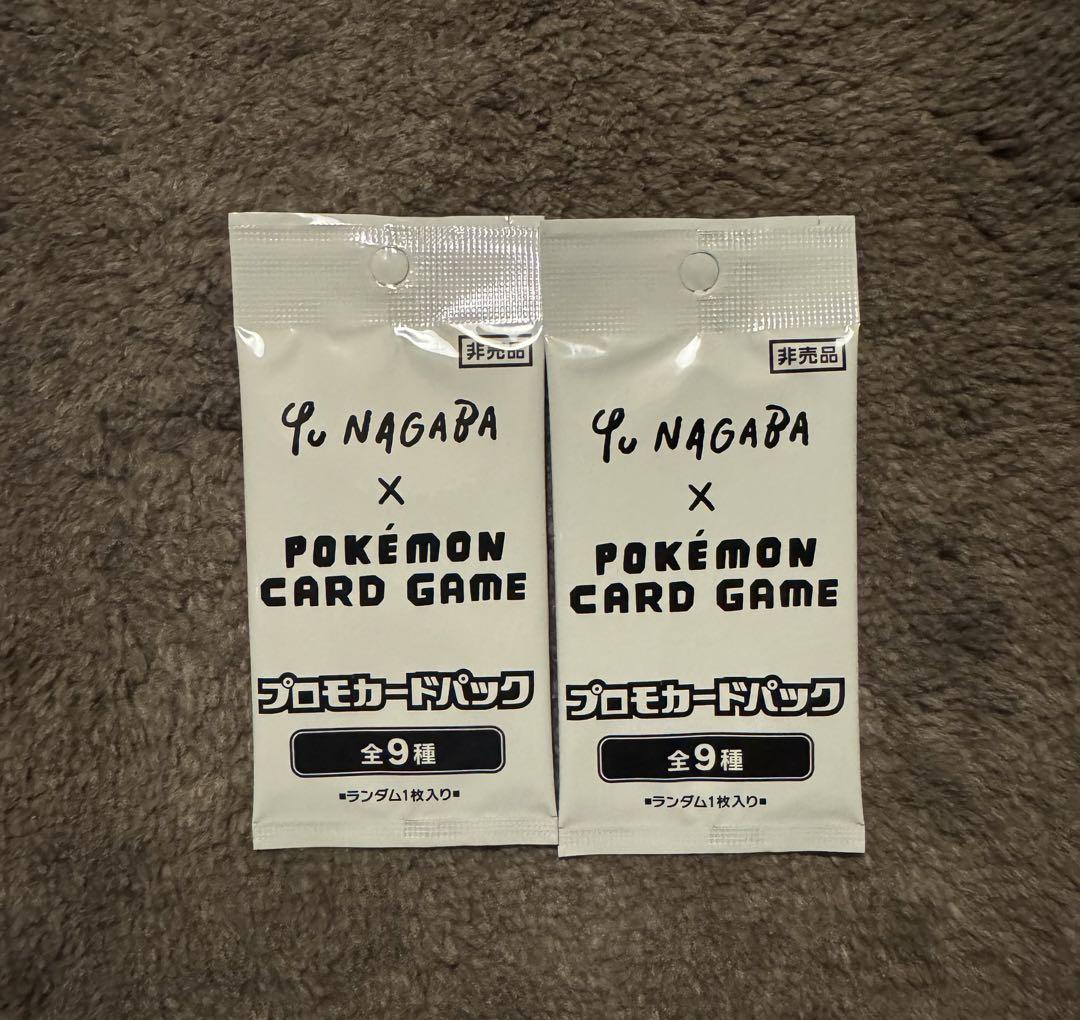 非売品
Yu NAGABA
×
POKÉMON
CARD GAME
プロモカードパック
全9種
■ランダム1枚入り■
非売品
Yu NAGABA
×
POKÉMON
CARD GAME
プロモカードパック
全9種
■ランダム1枚入り■